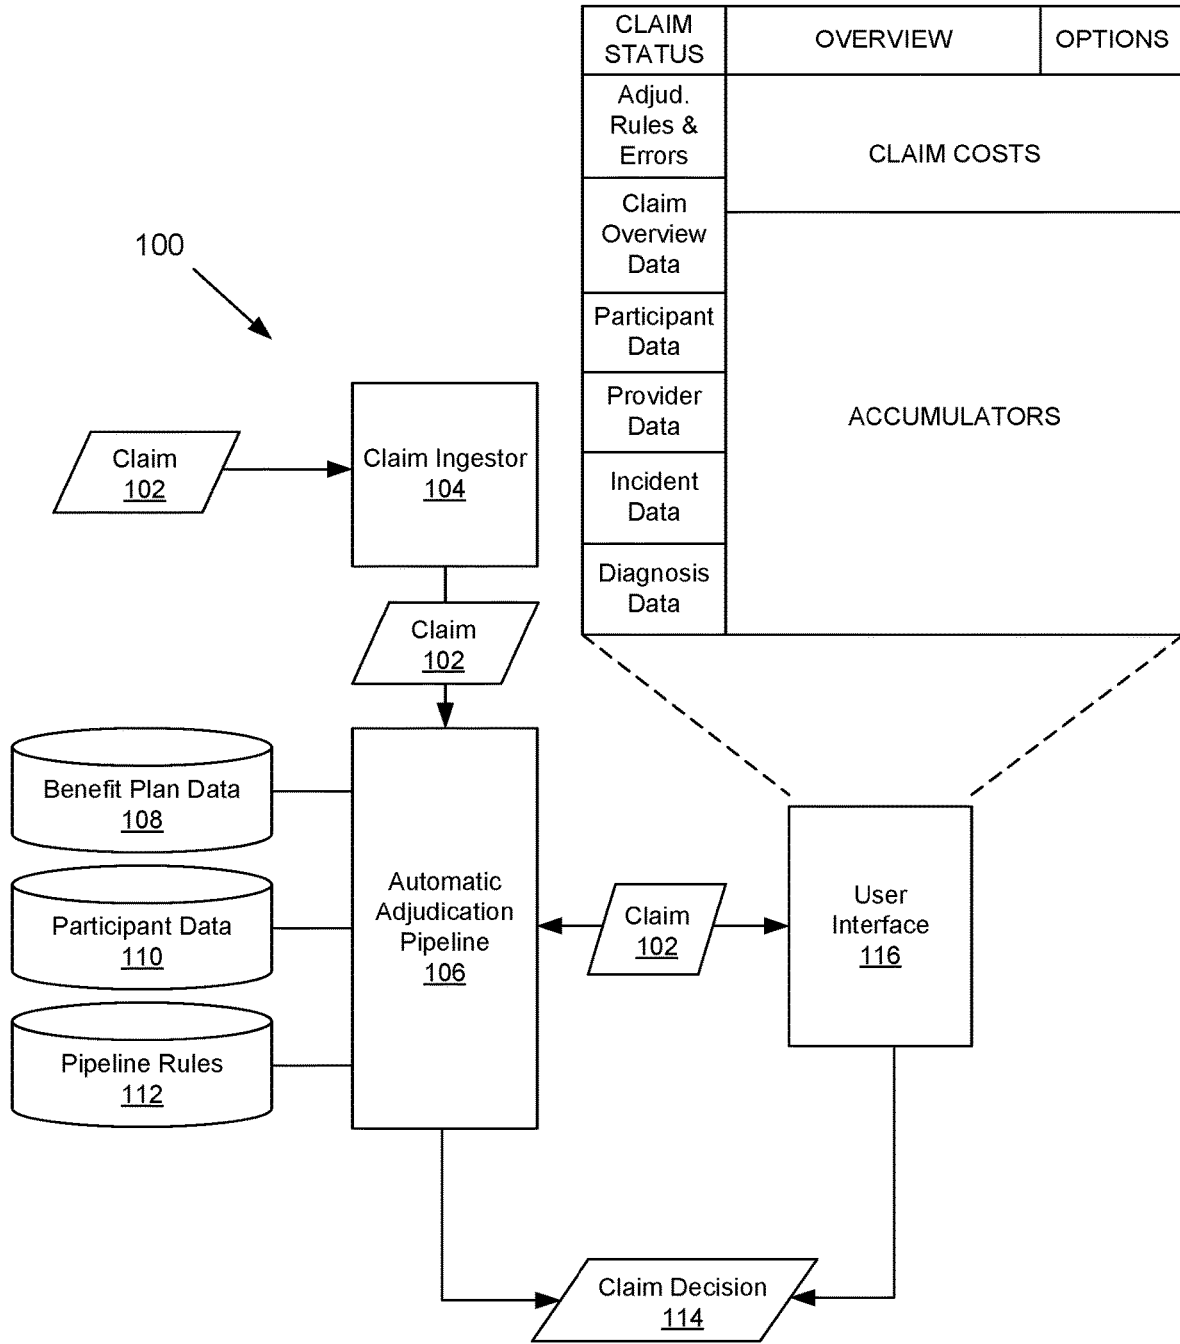 CLAIM
STATUS
OVERVIEW
OPTIONS
Adjud.
Rules &
Errors
CLAIM COSTS
Claim
Overview
Data
Participant
Data
Provider
Data
ACCUMULATORS
Incident
Data
Diagnosis
Data
100
Claim
102
Claim Ingestor
104
Claim
102
Benefit Plan Data
108
Participant Data
110
Pipeline Rules
112
Automatic
Adjudication
Pipeline
106
Claim
102
User
Interface
116
Claim Decision
114